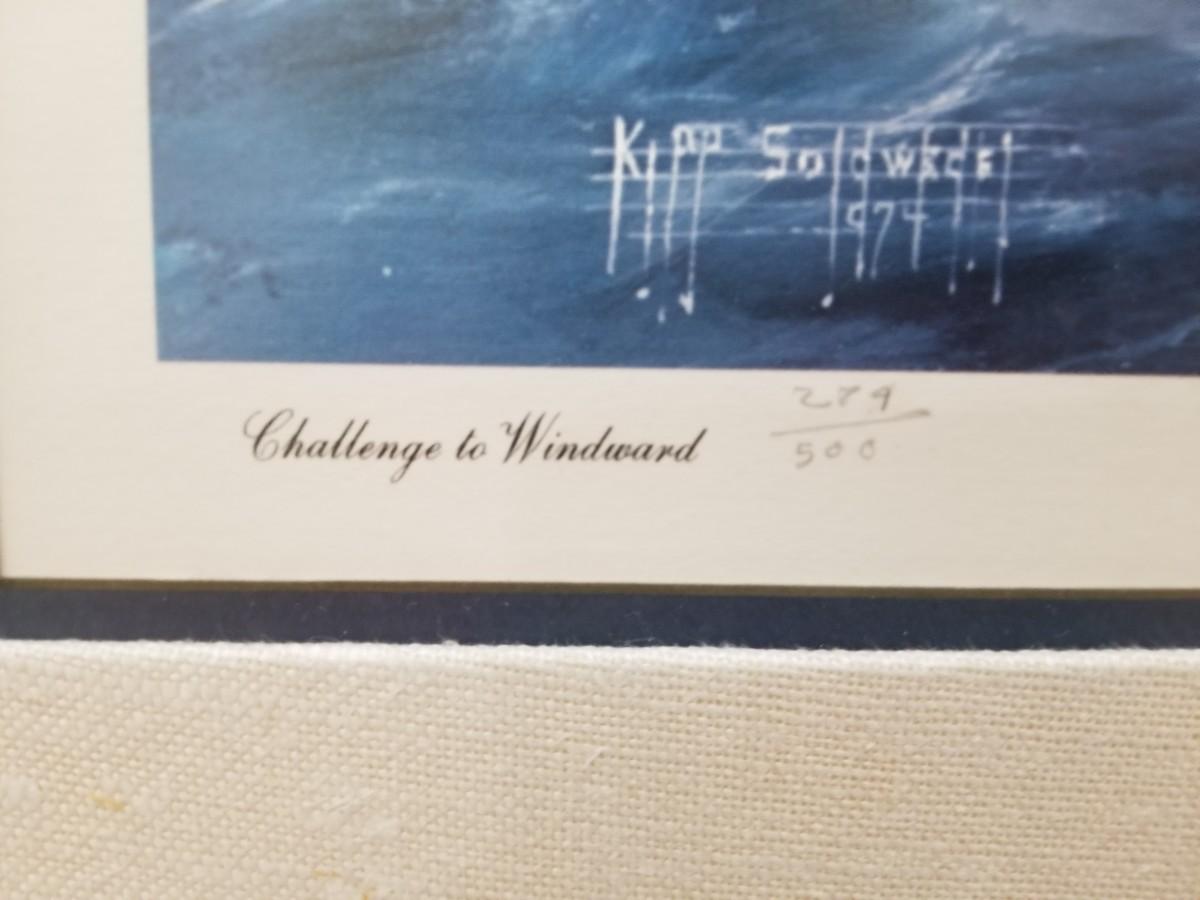 Kipp Soldwedel
1974
Challenge to Windward
279
500